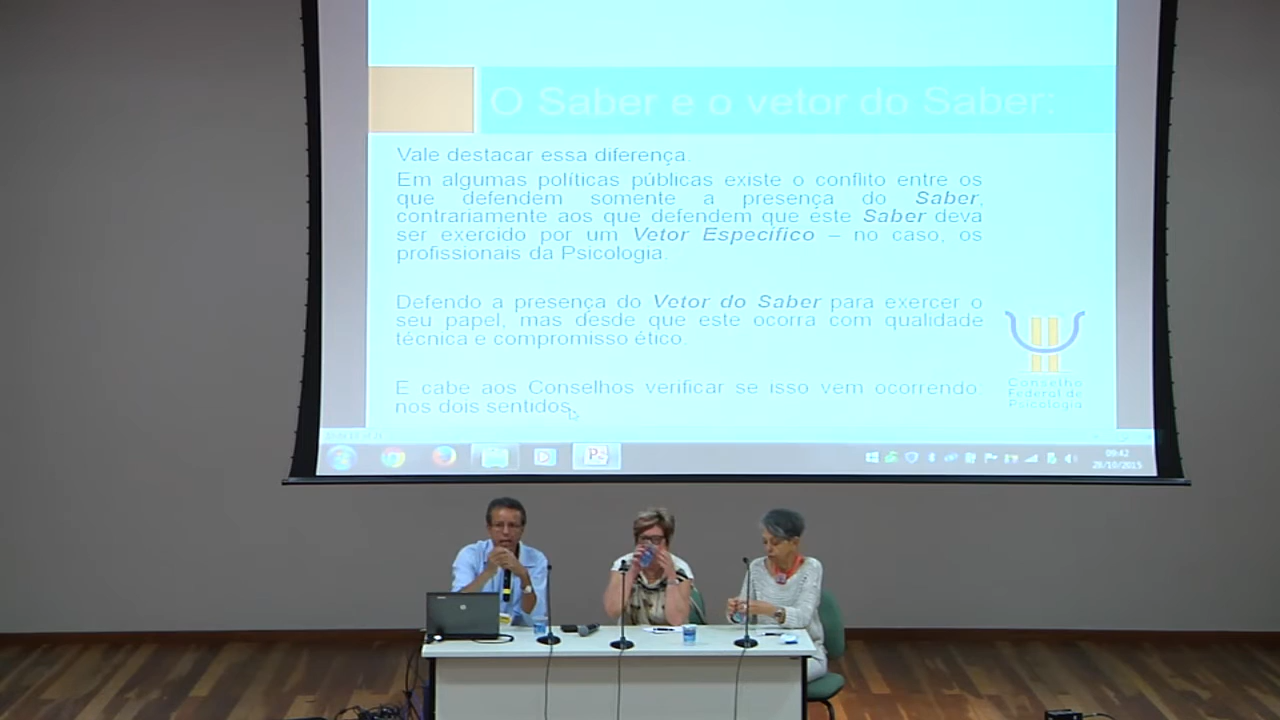 O Saber e o vetor do Saber:
Vale destacar essa diferença.
Em algumas políticas públicas existe o conflito entre os
que defendem somente a presença do Saber,
contrariamente aos que defendem que este Saber deva
ser exercido por um Vetor Específico – no caso, os
profissionais da Psicologia.
Defendo a presença do Vetor do Saber para exercer o
seu papel, mas desde que este ocorra com qualidade
técnica e compromisso ético.
E cabe aos Conselhos verificar se isso vem ocorrendo
nos dois sentidos.
Conselho
Federal de
Psicologia
09:42
28/10/2015